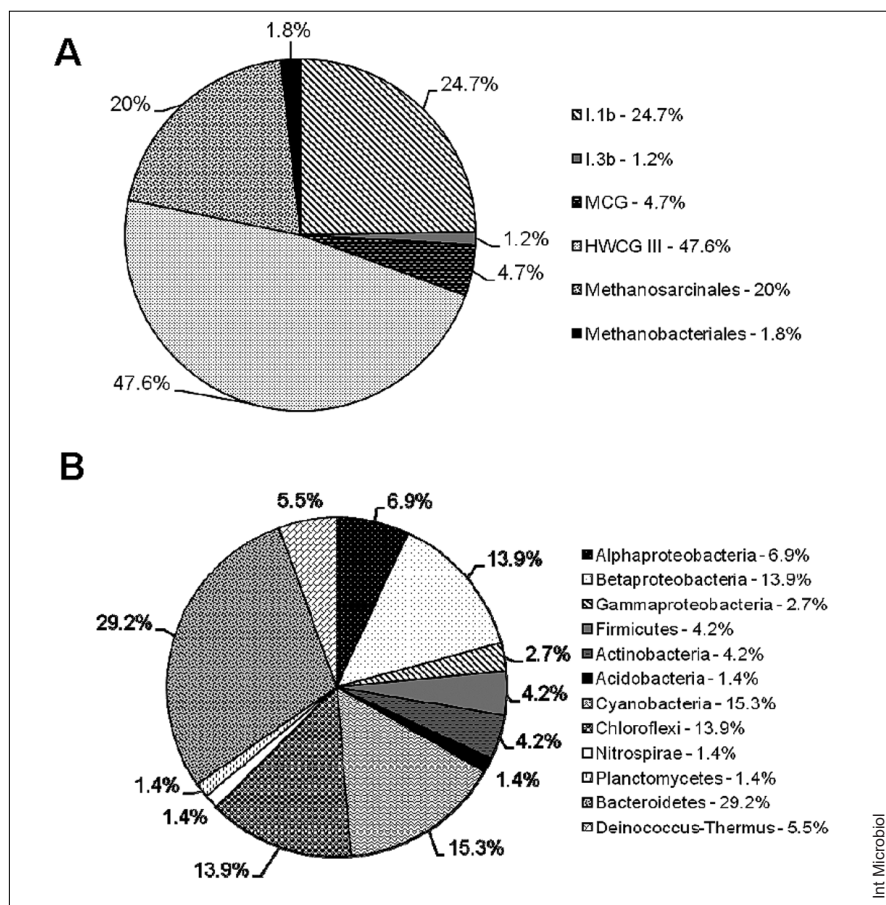 A
1.8%
24.7%
20%
1.2%
4.7%
47.6%
I.1b - 24.7%
I.3b - 1.2%
MCG - 4.7%
HWCG III - 47.6%
Methanosarcinales - 20%
Methanobacteriales - 1.8%
B
5.5%
6.9%
13.9%
29.2%
2.7%
4.2%
4.2%
1.4%
1.4%
1.4%
15.3%
13.9%
Alphaproteobacteria - 6.9%
Betaproteobacteria - 13.9%
Gammaproteobacteria - 2.7%
Firmicutes - 4.2%
Actinobacteria - 4.2%
Acidobacteria - 1.4%
Cyanobacteria - 15.3%
Chloroflexi - 13.9%
Nitrospirae - 1.4%
Planctomycetes - 1.4%
Bacteroidetes - 29.2%
Deinococcus-Thermus - 5.5%
Int Microbiol